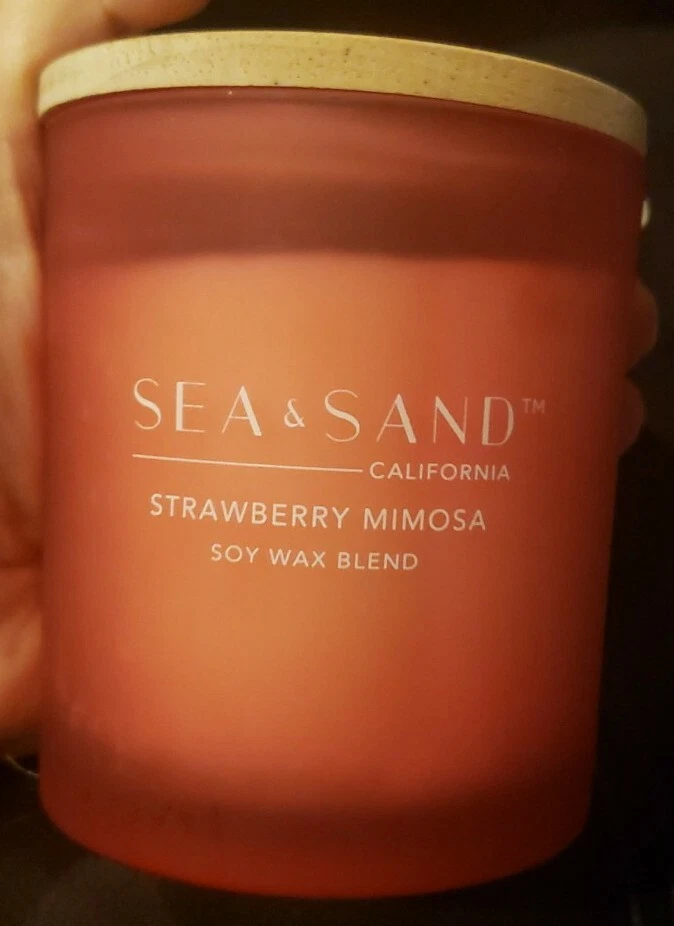 SEA & SAND™
CALIFORNIA
STRAWBERRY MIMOSA
SOY WAX BLEND